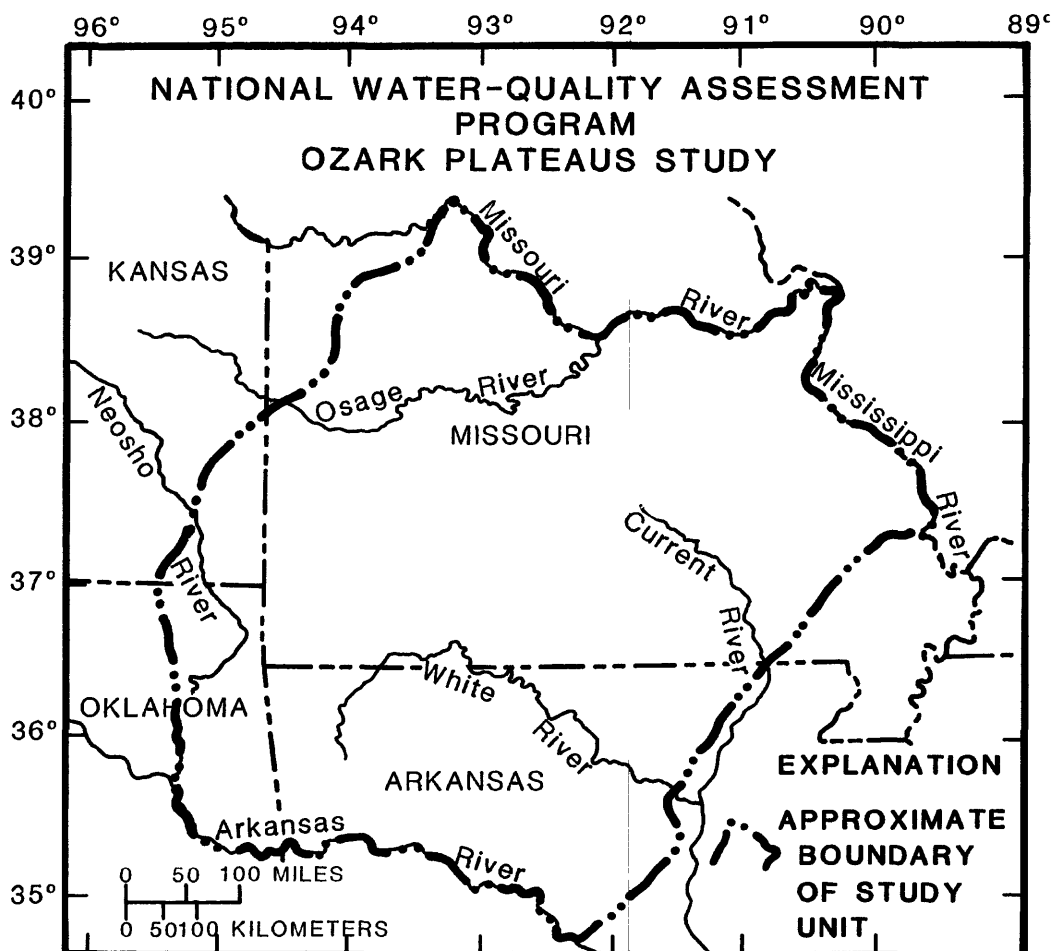 96° 95° 94° 93° 92° 91° 90° 89°
NATIONAL WATER-QUALITY ASSESSMENT
PROGRAM
OZARK PLATEAUS STUDY
40°
39°
38°
37°
36°
35°
KANSAS
Missouri
River
Osage River
MISSOURI
Mississippi
River
Neosho
River
Current
River
OKLAHOMA
White
River
ARKANSAS
Arkansas
River
EXPLANATION
APPROXIMATE
BOUNDARY
OF STUDY
UNIT
0 50 100 MILES
0 50 100 KILOMETERS